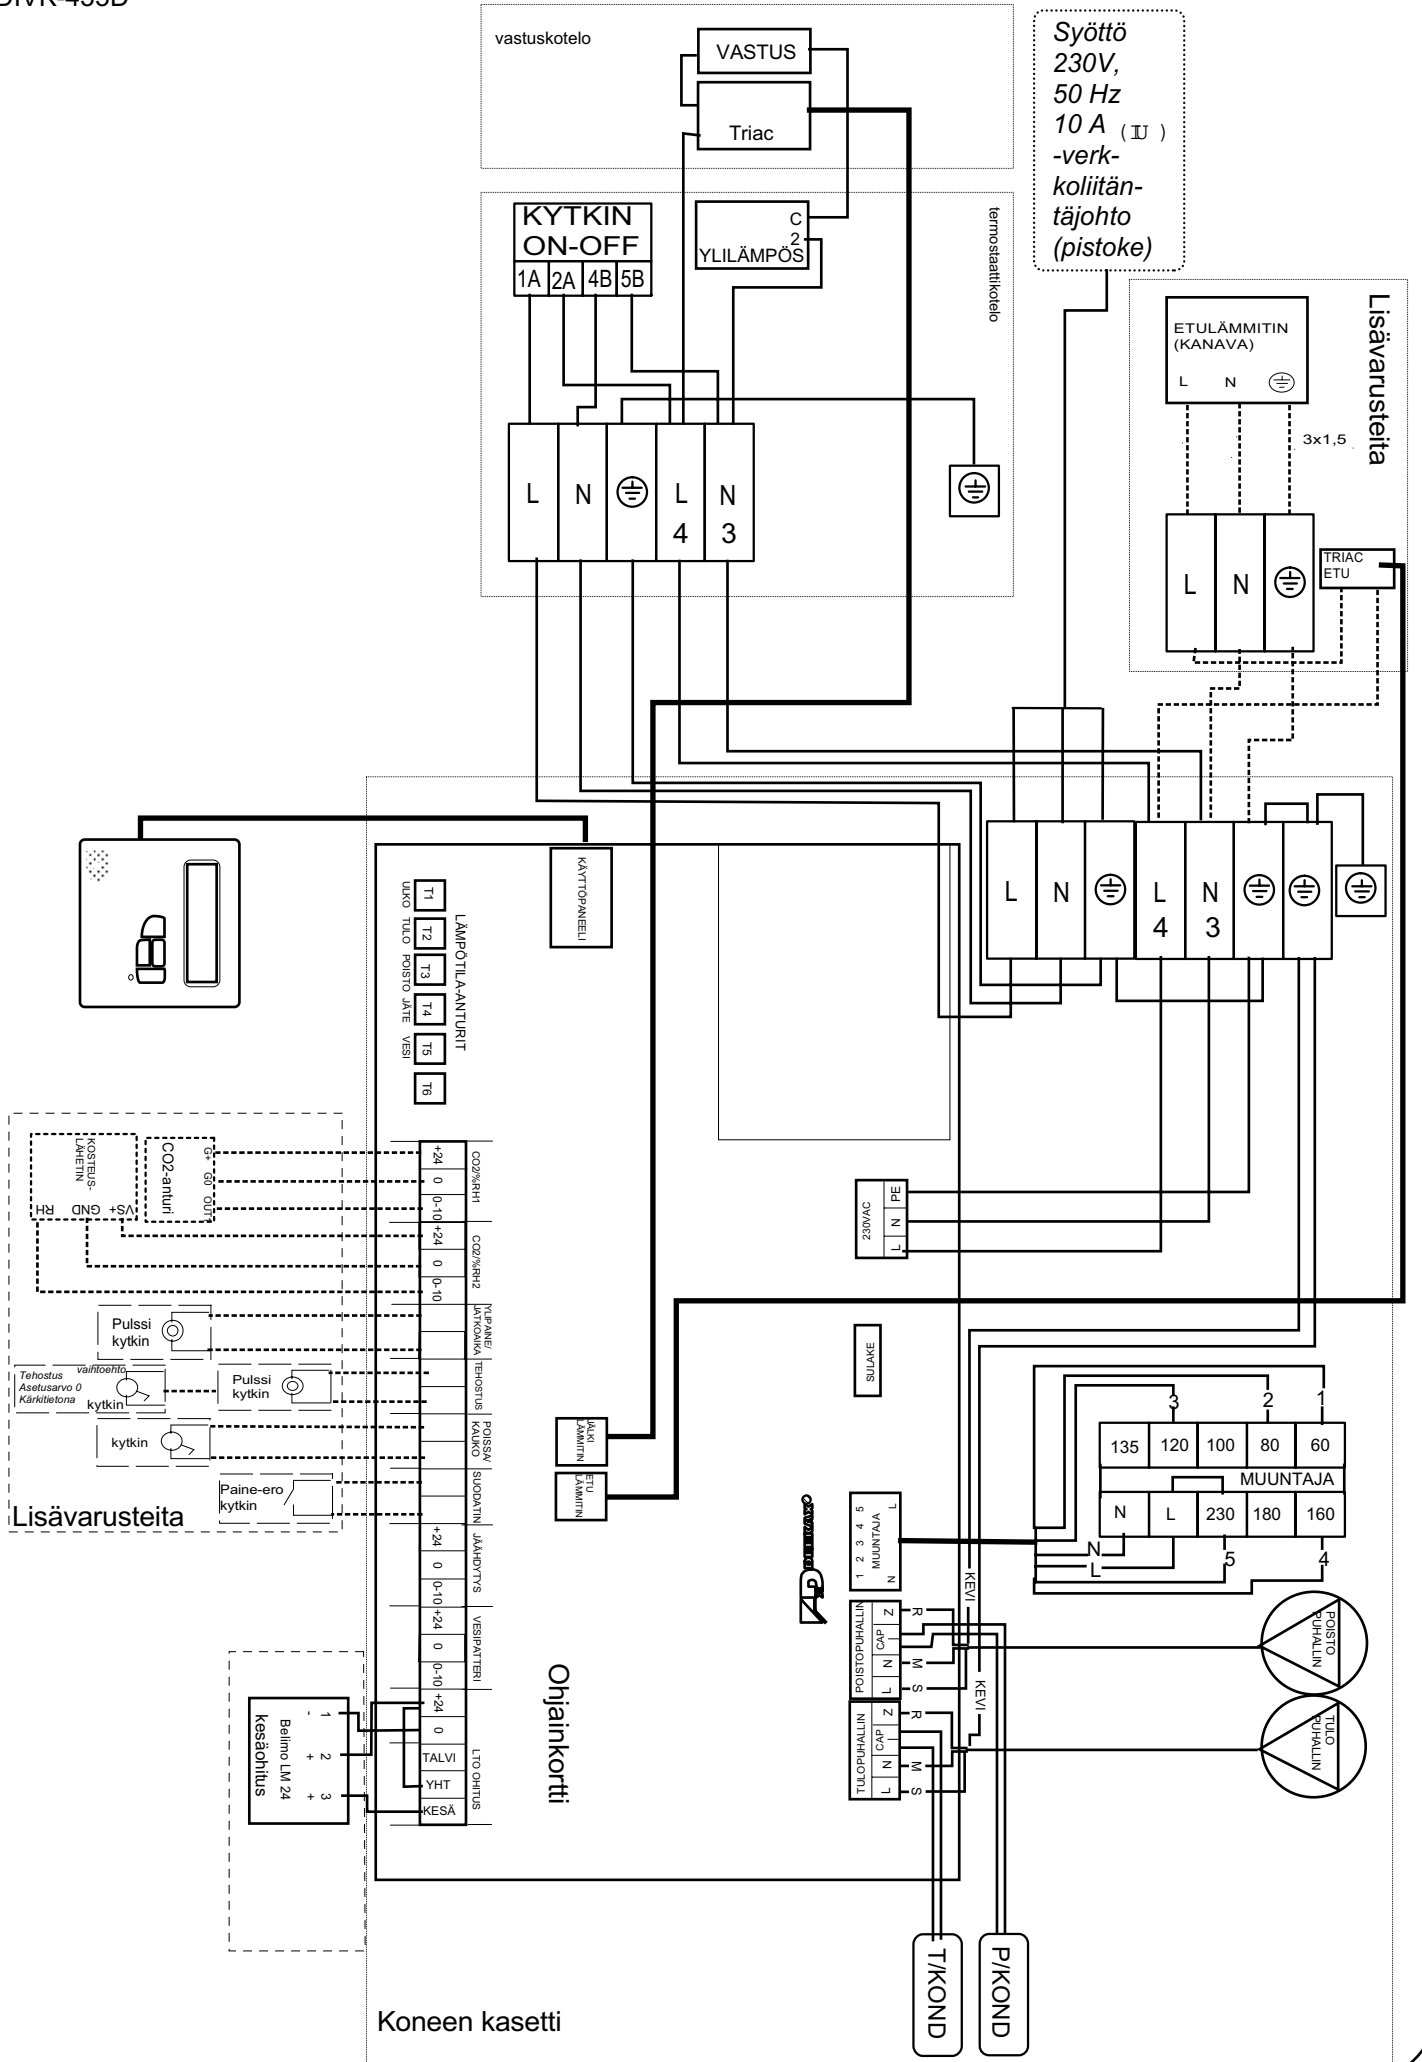 vastuskotelo
VASTUS
Triac
Syöttö
230V,
50 Hz
10 A
-verk-
koliitän-
täjohto
(pistoke)
KYTKIN
ON-OFF
1A 2A 4B 5B
C
2
YLILÄMPÖS
termostaattikotelo
L N L 4 N 3
Lisävarusteita
ETULÄMMITIN
(KANAVA)
L N
3x1,5
L N
TRIAC
ETU
L N L 4 N 3
KÄYTTÖPANEELI
LÄMPÖTILA-ANTURIT
T1 T2 T3 T4 T5 T6
ULKO TULO POISTO JÄTE VESI
+24 0 0-10 CO2/%RH1
+24 0 0-10 CO2/%RH2
YLIPAINE/
JATKOAIKA
TEHOSTUS
POISSA/
KAUKO
SUODATIN
+24 0 0-10 JÄÄHDYTYS
+24 0 0-10 VESIPATTERI
+24 0 TALVI YHT KESÄ LTO OHITUS
KOSTEUS-
LÄHETIN
VS+ GND RH
CO2-anturi
G+ G0 OUT1
Pulssi
kytkin
vaihtoehto
Tehostus
Asetusarvo 0
Kärkitietona
kytkin
Pulssi
kytkin
kytkin
Paine-ero
kytkin
Lisävarusteita
1 2 3
- + +
Belimo LM 24
kesäohitus
230VAC
PE N L
SULAKE
JÄLKI
LÄMMITIN
ETU
LÄMMITIN
3 2 1
135 120 100 80 60
MUUNTAJA
N L 230 180 160
N
L
5 4
1 2 3 4 5
MUUNTAJA
N L
KEVI
KEVI
POISTOPUHALLIN
Z CAP N L
R M S
TULOPUHALLIN
Z CAP N L
R M S
POISTO
PUHALLIN
TULO
PUHALLIN
Ohjainkortti
T/KOND
P/KOND
Koneen kasetti